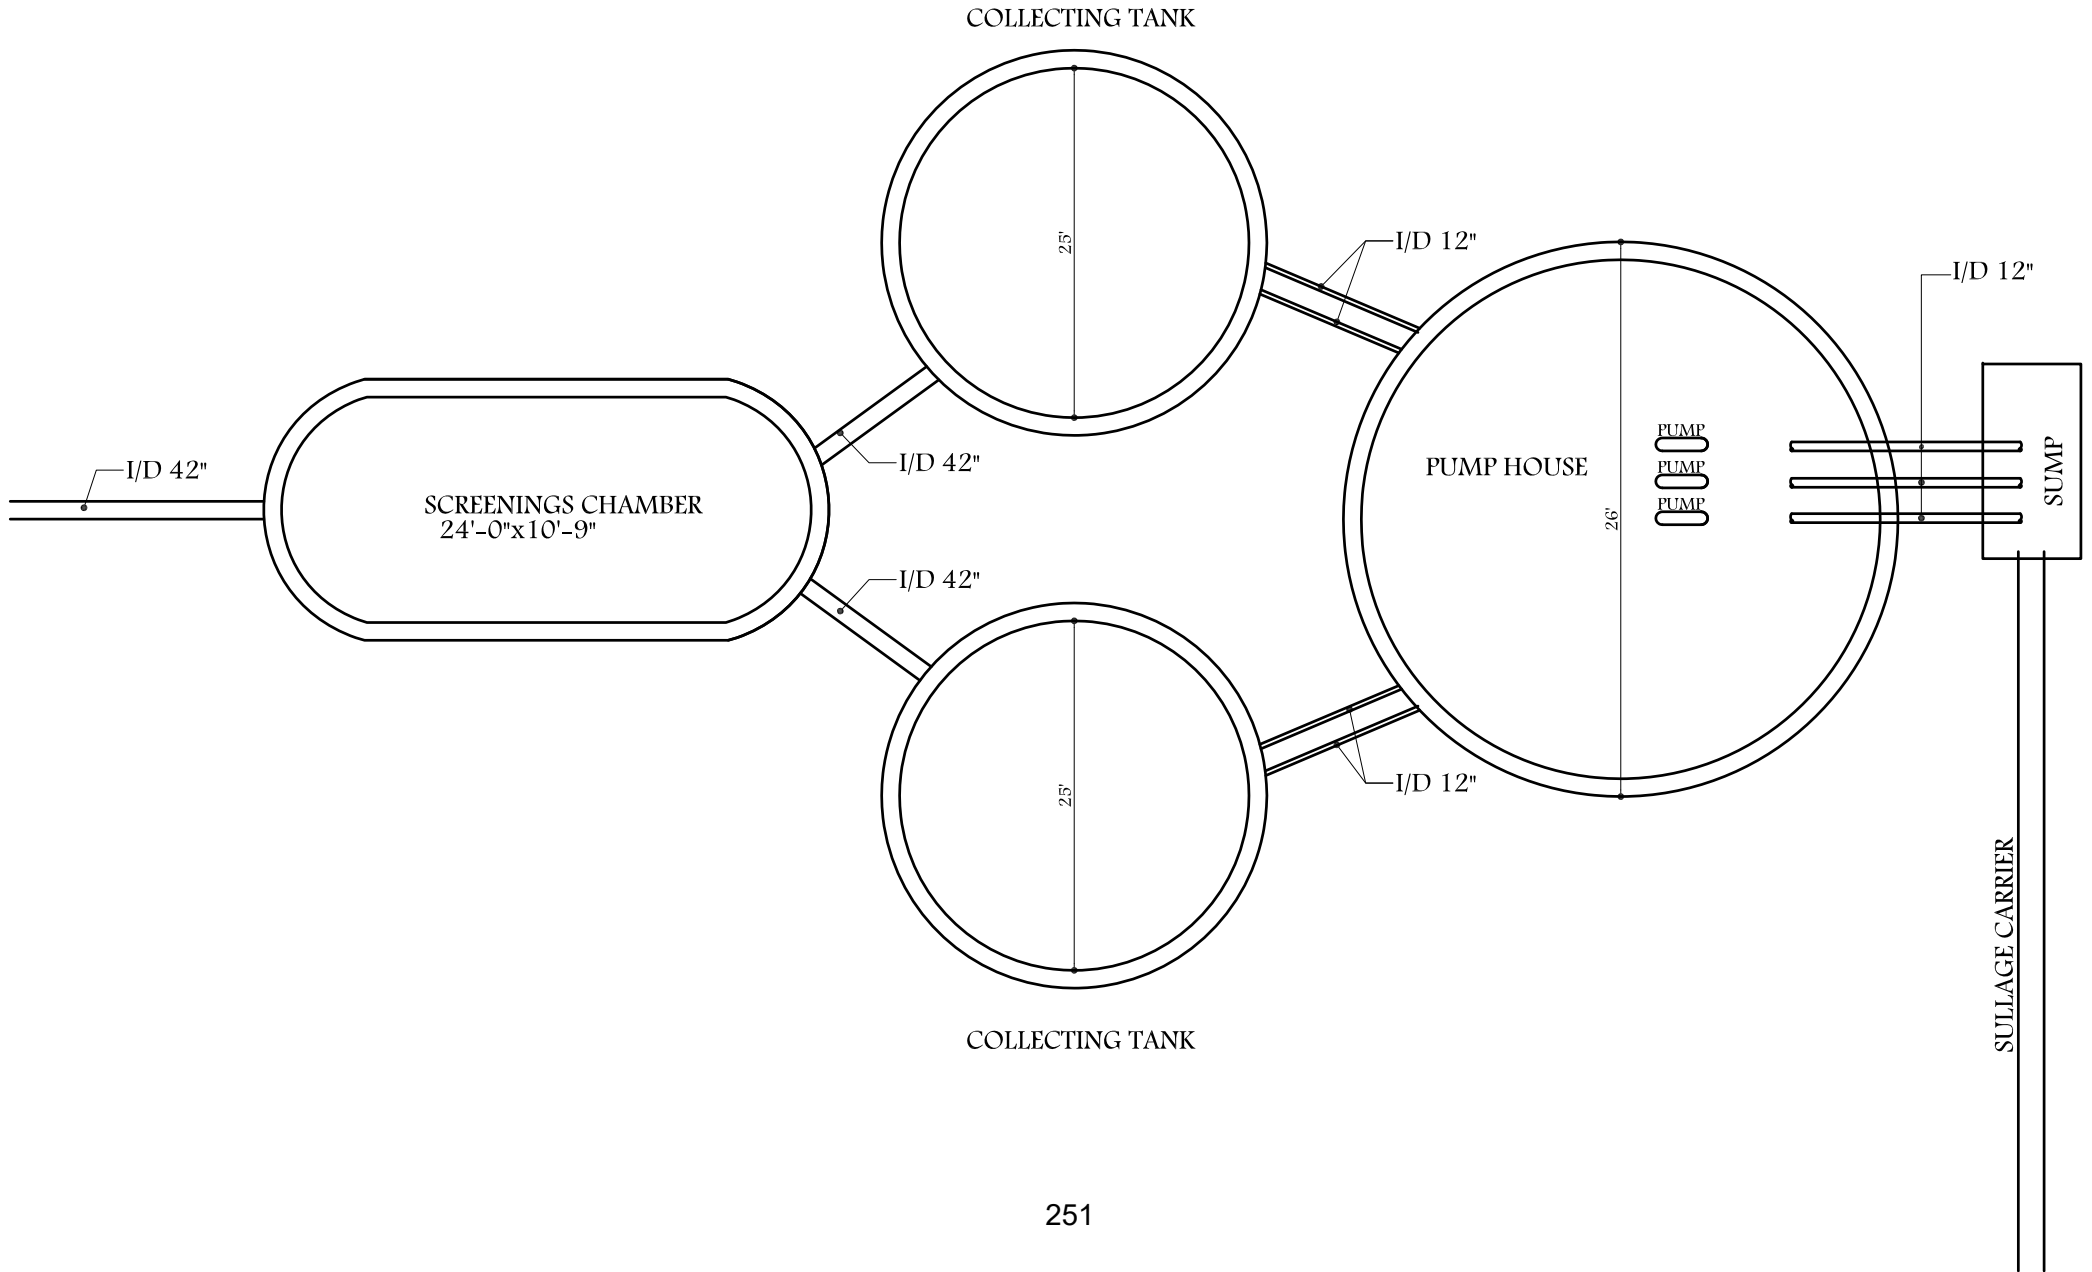 COLLECTING TANK
25'
I/D 12"
I/D 12"
I/D 42"
I/D 42"
SCREENINGS CHAMBER
24'-0"x10'-9"
PUMP HOUSE
PUMP
PUMP
PUMP
26'
SUMP
I/D 42"
25'
I/D 12"
COLLECTING TANK
SULLAGE CARRIER
251